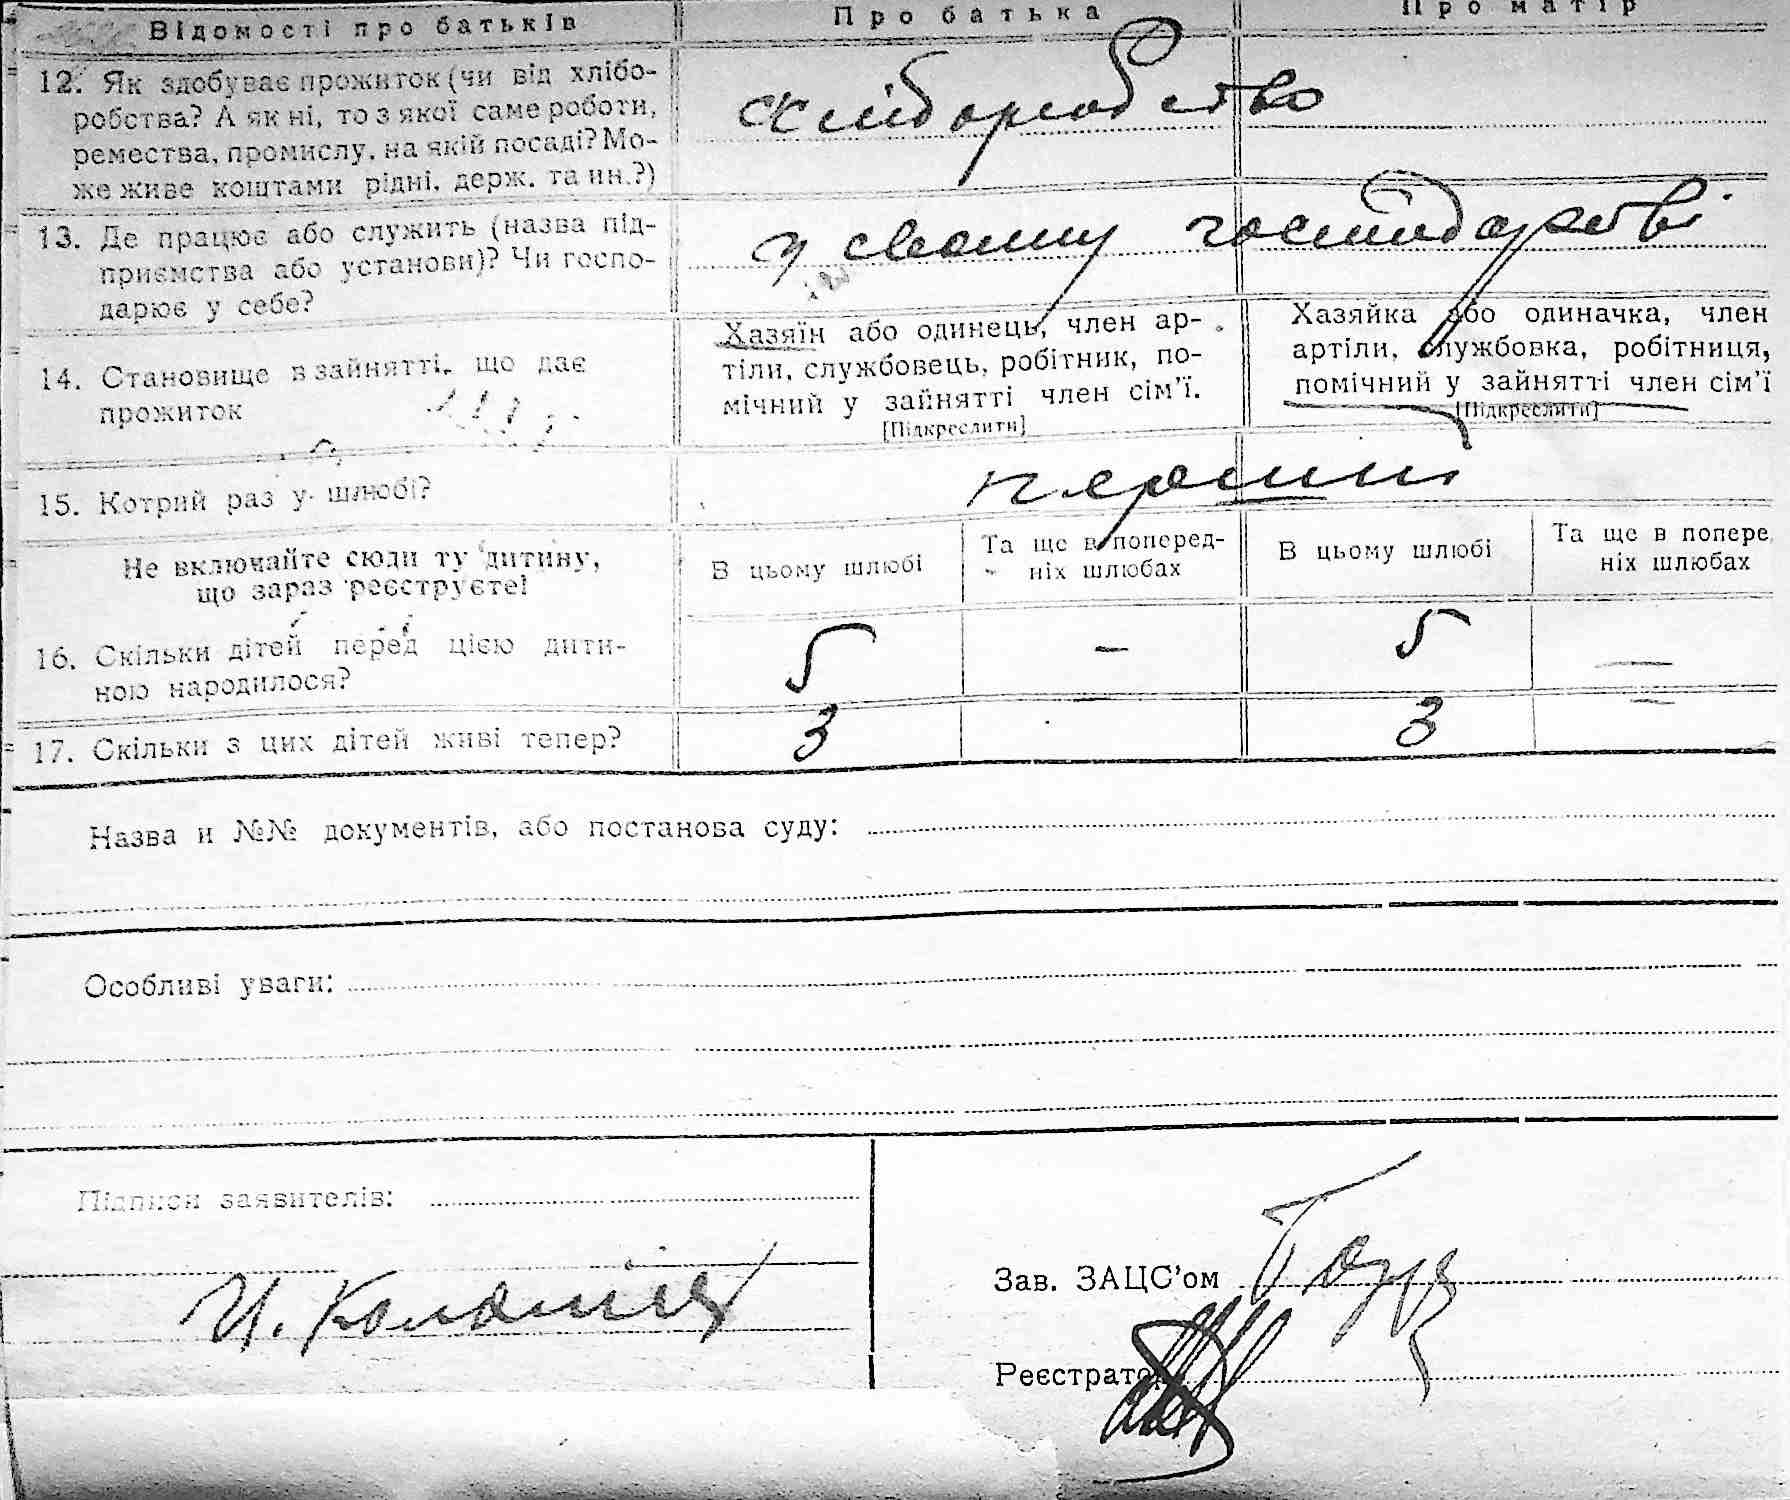 Відомості про батьків
Про батька
Про матір
12. Як здобуває прожиток (чи від хлібо-
робства? А як ні, то з якої саме роботи,
ремества, промислу, на якій посаді? Мо-
же живе коштами рідні, держ. та ин.?)
хліборобство
13. Де працює або служить (назва під-
приємства або установи)? Чи госпо-
дарює у себе?
у своєму господарстві
14. Становище в зайнятті, що дає
прожиток
Хазяїн або одинець, член ар-
тіли, службовець, робітник, по-
мічний у зайнятті член сім'ї.
[Підкреслити]
Хазяйка або одиначка, член
артіли, службовка, робітниця,
помічний у зайнятті член сім'ї
[Підкреслити]
15. Котрий раз у шлюбі?
перший
Не включайте сюди ту дитину,
що зараз реєструєте!
В цьому шлюбі
Та ще в поперед-
ніх шлюбах
В цьому шлюбі
Та ще в попере
ніх шлюбах
16. Скільки дітей перед цією дити-
ною народилося?
5
—
5
—
17. Скільки з цих дітей живі тепер?
3
3
—
Назва и №№ документів, або постанова суду:
Особливі уваги:
Підписи заявителів:
И. Коломіец
Зав. ЗАЦС'ом
Реєстратор